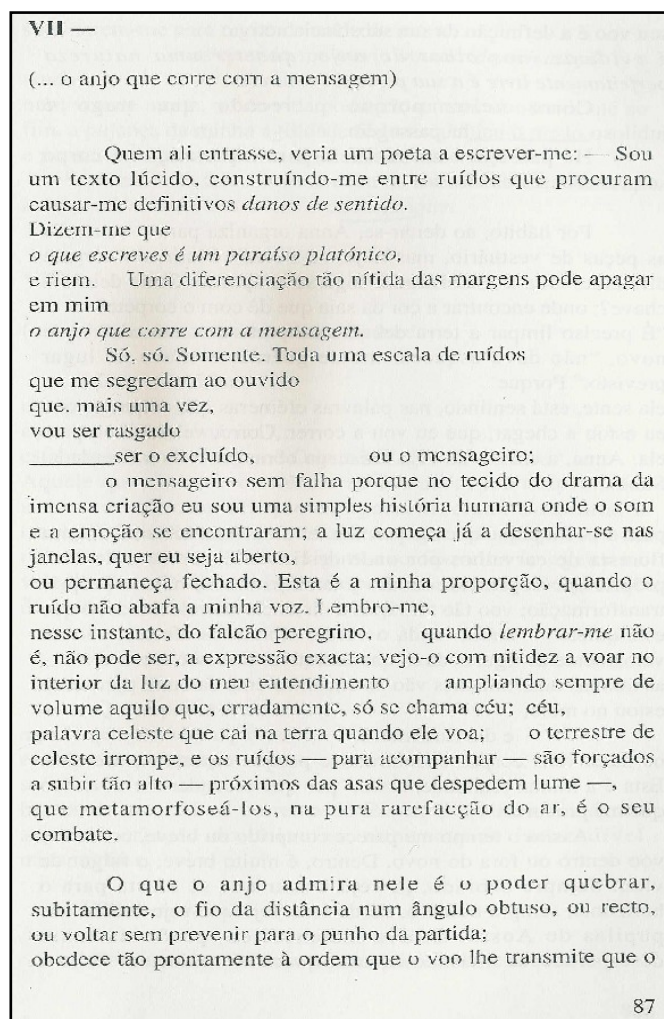 VII —
(... o anjo que corre com a mensagem)
Quem ali entrasse, veria um poeta a escrever-me: — Sou
um texto lúcido, construíndo-me entre ruídos que procuram
causar-me definitivos danos de sentido.
Dizem-me que
o que escreves é um paraíso platónico,
e riem. Uma diferenciação tão nítida das margens pode apagar
em mim
o anjo que corre com a mensagem.
Só, só. Somente. Toda uma escala de ruídos
que me segredam ao ouvido
que, mais uma vez,
vou ser rasgado
________ser o excluído, ou o mensageiro;
o mensageiro sem falha porque no tecido do drama da
imensa criação eu sou uma simples história humana onde o som
e a emoção se encontraram; a luz começa já a desenhar-se nas
janelas, quer eu seja aberto,
ou permaneça fechado. Esta é a minha proporção, quando o
ruído não abafa a minha voz. Lembro-me,
nesse instante, do falcão peregrino, quando lembrar-me não
é, não pode ser, a expressão exacta; vejo-o com nitidez a voar no
interior da luz do meu entendimento ampliando sempre de
volume aquilo que, erradamente, só se chama céu; céu,
palavra celeste que cai na terra quando ele voa; o terrestre de
celeste irrompe, e os ruídos — para acompanhar — são forçados
a subir tão alto — próximos das asas que despedem lume —,
que metamorfoseá-los, na pura rarefacção do ar, é o seu
combate.
O que o anjo admira nele é o poder quebrar,
subitamente, o fio da distância num ângulo obtuso, ou recto,
ou voltar sem prevenir para o punho da partida;
obedece tão prontamente à ordem que o voo lhe transmite que o
87